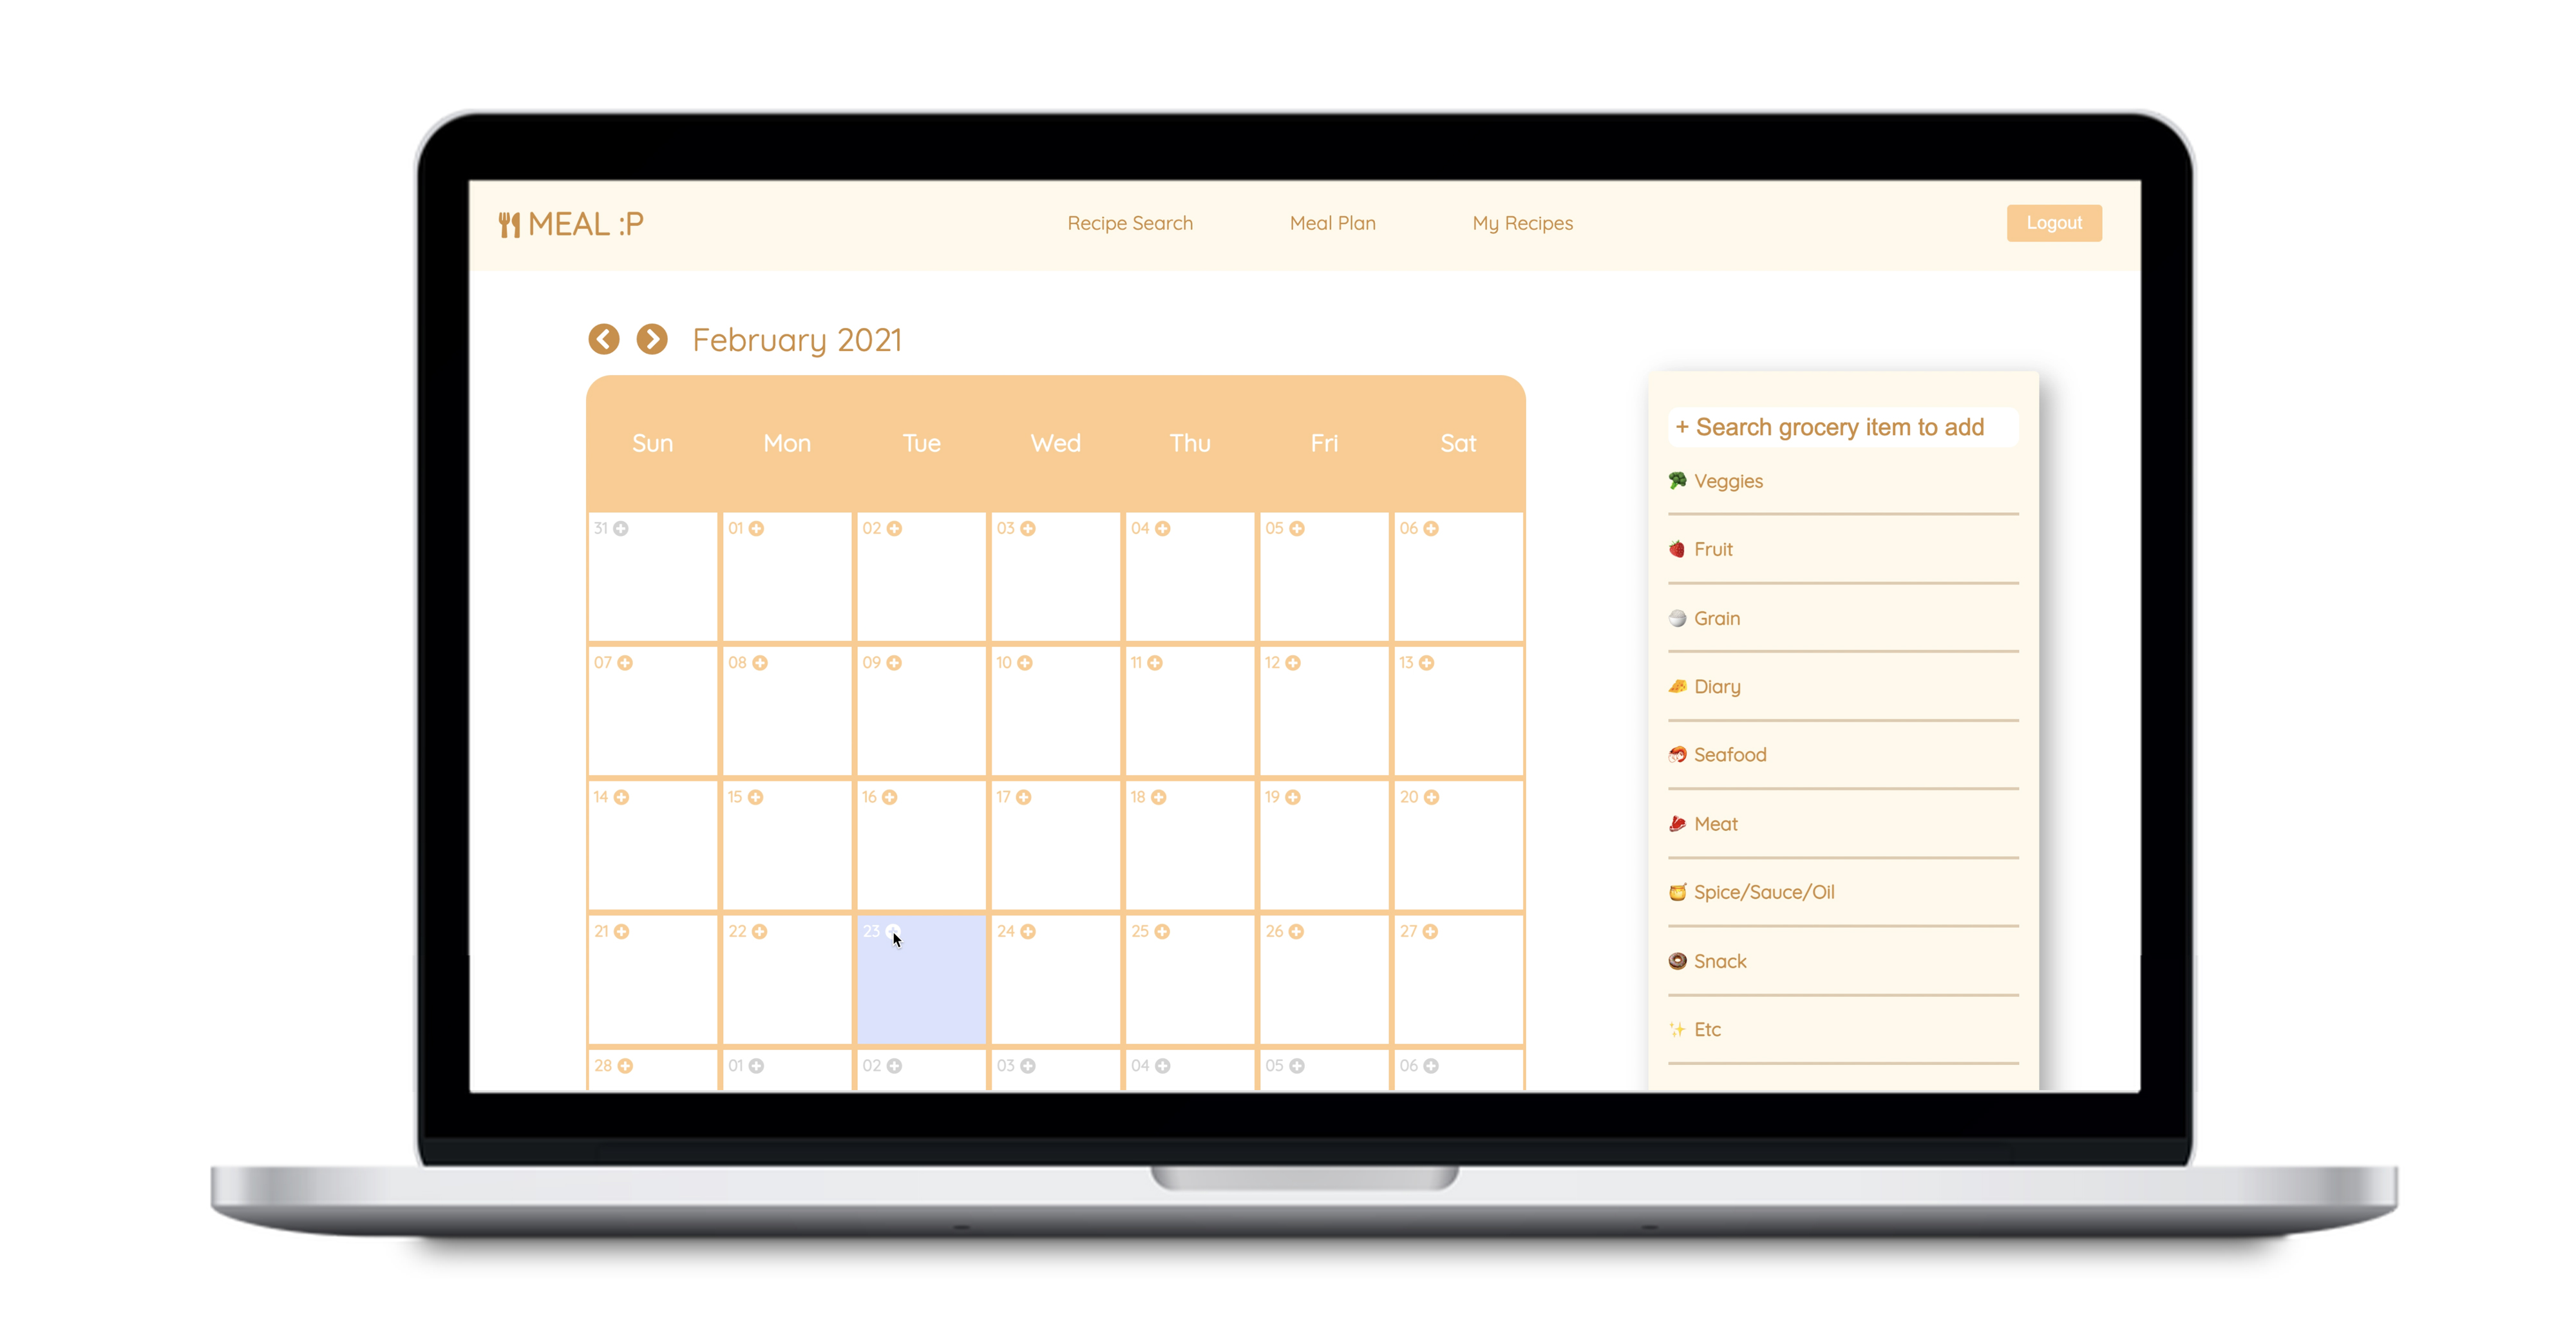 MEAL :P
Recipe Search
Meal Plan
My Recipes
Logout
February 2021
Sun Mon Tue Wed Thu Fri Sat
31 01 02 03 04 05 06
07 08 09 10 11 12 13
14 15 16 17 18 19 20
21 22 23 24 25 26 27
28 01 02 03 04 05 06
+ Search grocery item to add
Veggies
Fruit
Grain
Diary
Seafood
Meat
Spice/Sauce/Oil
Snack
Etc